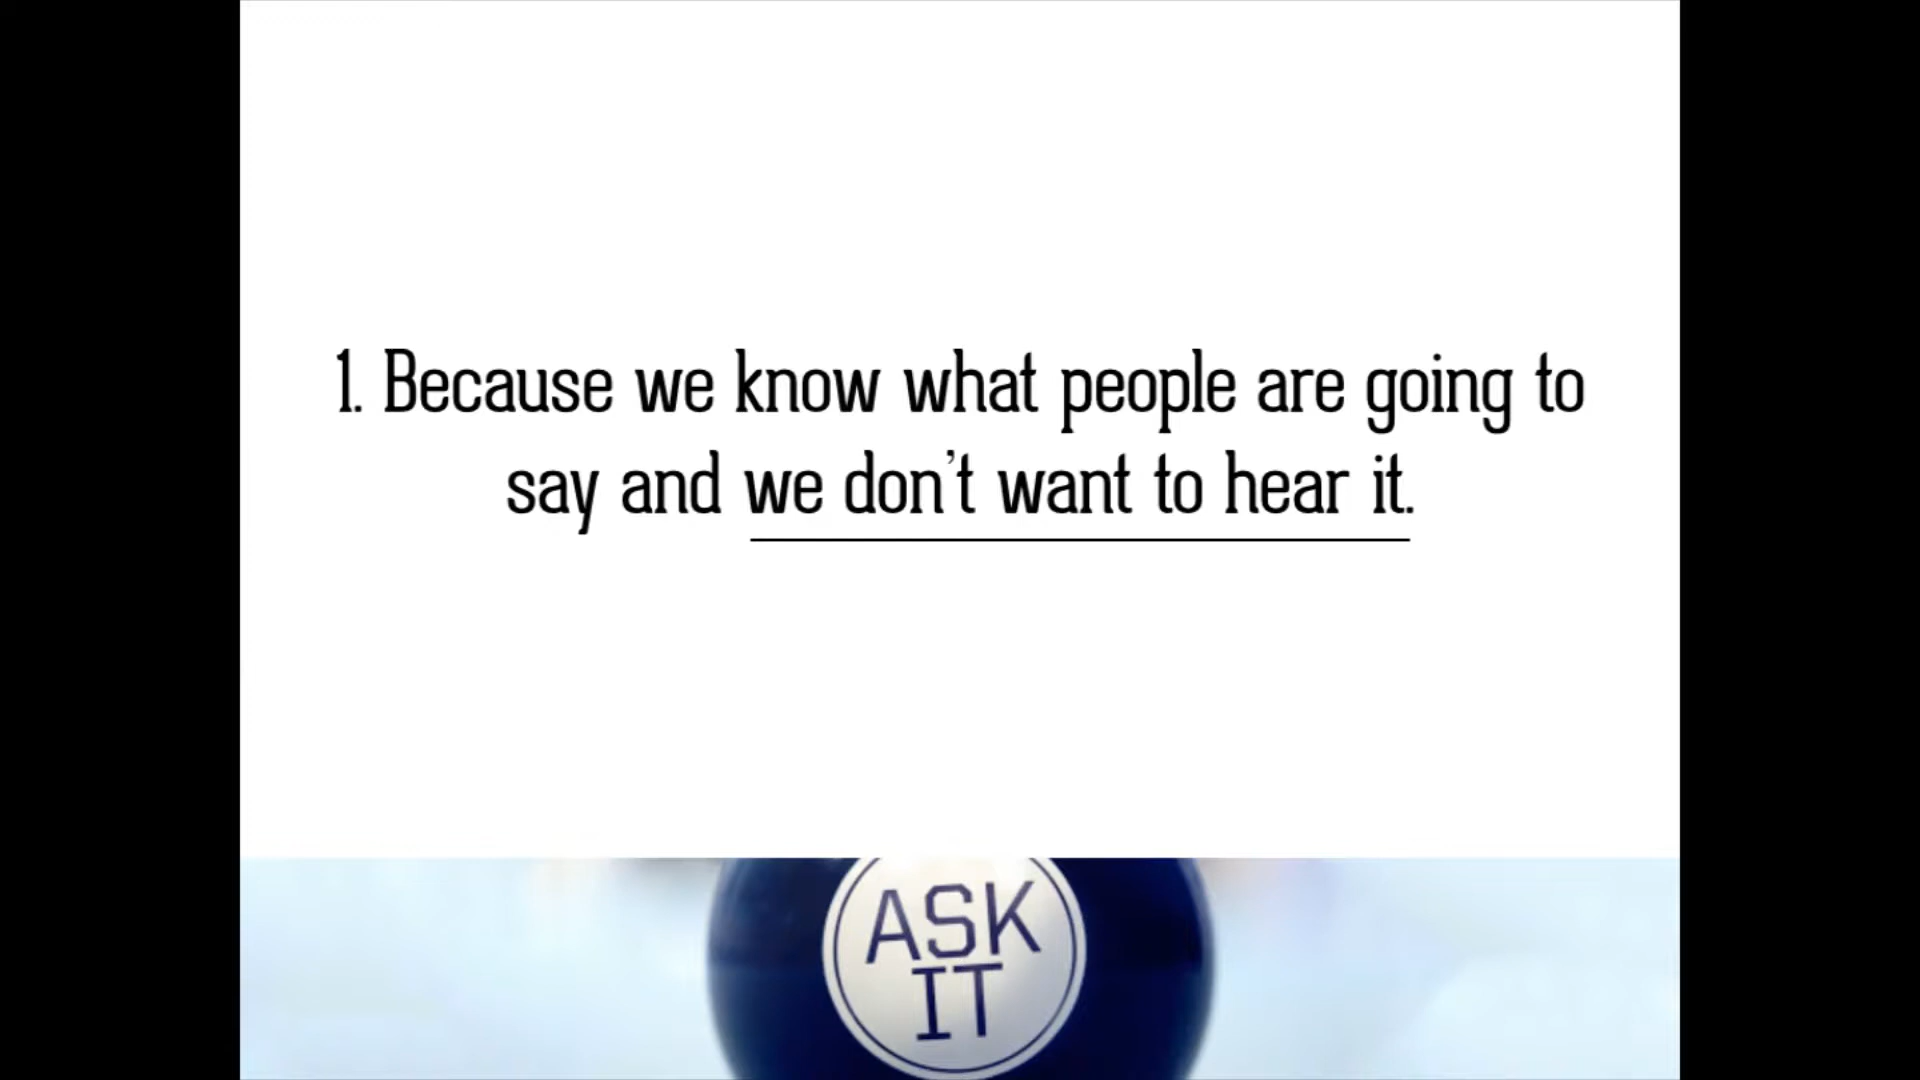 1. Because we know what people are going to
say and we don't want to hear it.
ASK
IT